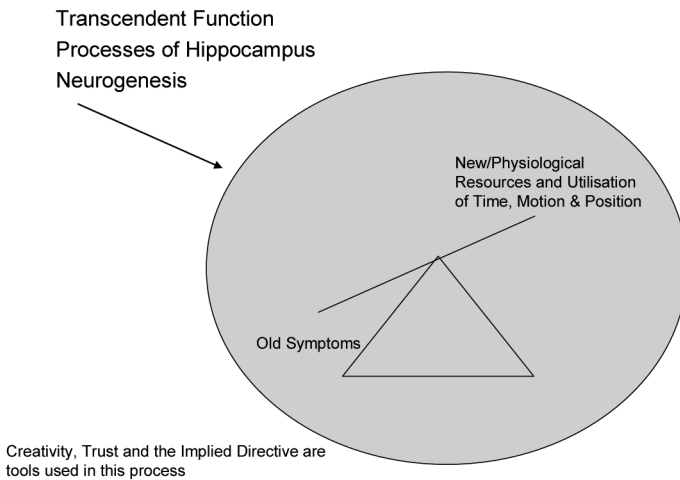 Transcendent Function
Processes of Hippocampus
Neurogenesis
New/Physiological
Resources and Utilisation
of Time, Motion & Position
Old Symptoms
Creativity, Trust and the Implied Directive are
tools used in this process